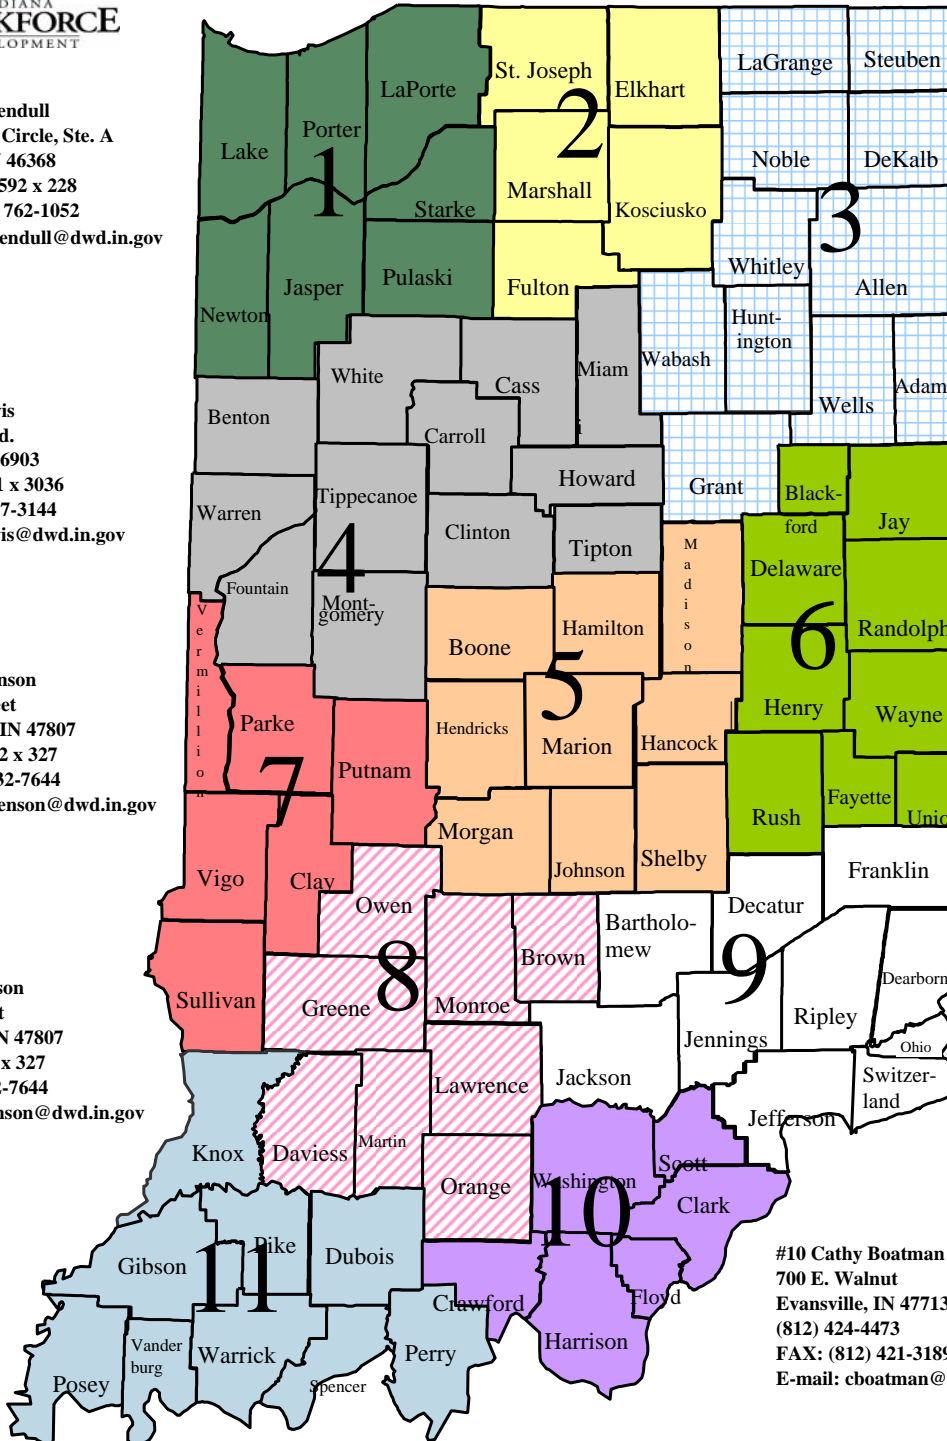 DIANA
KFORCE
LOPMENT
endull
Circle, Ste. A
46368
592 x 228
762-1052
endull@dwd.in.gov
vis
d.
6903
1 x 3036
7-3144
vis@dwd.in.gov
nson
eet
IN 47807
2 x 327
32-7644
enson@dwd.in.gov
son
t
N 47807
x 327
2-7644
nson@dwd.in.gov
LaPorte
St. Joseph
Elkhart
LaGrange
Steuben
Lake
Porter
1
2
Starke
Marshall
Kosciusko
Noble
DeKalb
3
Newton
Jasper
Pulaski
Fulton
Whitley
Allen
Hunt-
ington
White
Cass
Miam
i
Wabash
Wells
Adam
Benton
Carroll
Warren
Tippecanoe
Clinton
Howard
Tipton
Grant
Black-
ford
Jay
4
Fountain
Mont-
gomery
Boone
Hamilton
Madison
Delaware
Randolph
5
6
Vermillion
Parke
Putnam
Hendricks
Marion
Hancock
Henry
Wayne
7
Morgan
Johnson
Shelby
Rush
Fayette
Unio
Vigo
Clay
Owen
Bartholo-
mew
Decatur
Franklin
8
9
Sullivan
Greene
Monroe
Brown
Jennings
Ripley
Dearborn
Ohio
Lawrence
Jackson
Jefferson
Switzer-
land
Knox
Daviess
Martin
Orange
Washington
Scott
Clark
10
11
Gibson
Pike
Dubois
Crawford
Floyd
Harrison
Posey
Vander
burg
Warrick
Spencer
Perry
#10 Cathy Boatman
700 E. Walnut
Evansville, IN 47713
(812) 424-4473
FAX: (812) 421-3189
E-mail: cboatman@